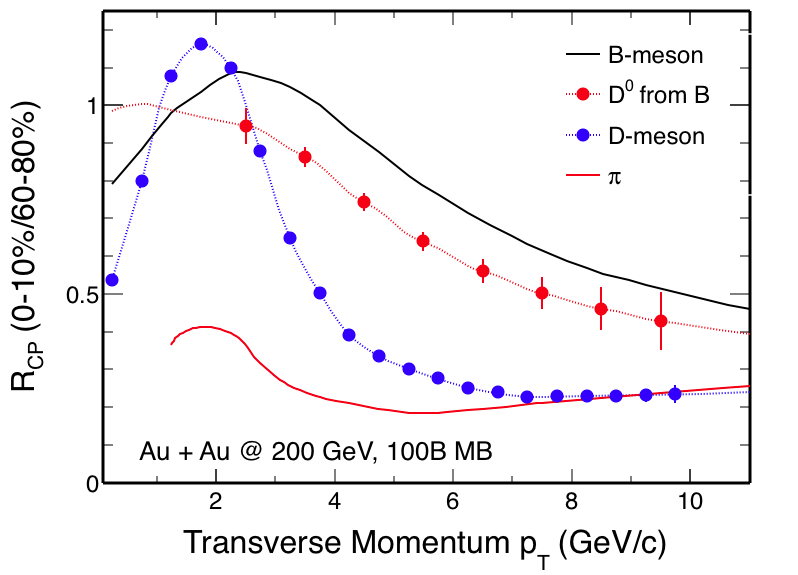 B-meson
D⁰ from B
D-meson
π
1
0.5
0
R_CP (0-10%/60-80%)
Au + Au @ 200 GeV, 100B MB
2 4 6 8 10
Transverse Momentum p_T (GeV/c)